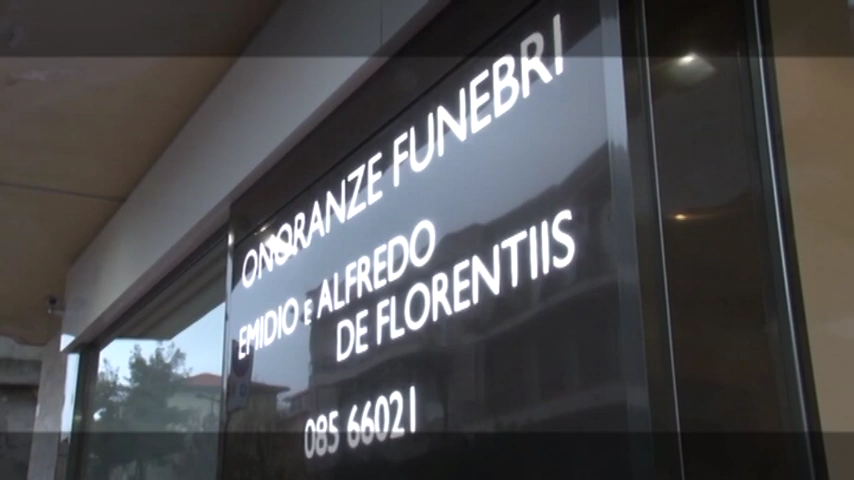 ONORANZE FUNEBRI
EMIDIO E ALFREDO
DE FLORENTIIS
085 66021